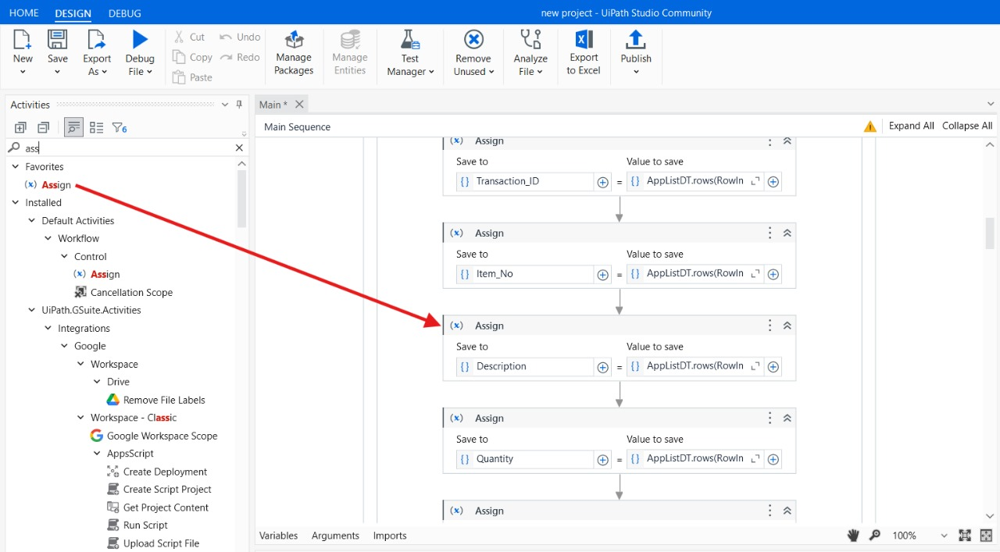 HOME DESIGN DEBUG new project - UiPath Studio Community
New Save Export As Debug File Cut Copy Paste Undo Redo Manage Packages Manage Entities Test Manager Remove Unused Analyze File Export to Excel Publish
Activities
6
ass
Favorites
Assign
Installed
Default Activities
Workflow
Control
Assign
Cancellation Scope
UiPath.GSuite.Activities
Integrations
Google
Workspace
Drive
Remove File Labels
Workspace - Classic
Google Workspace Scope
AppsScript
Create Deployment
Create Script Project
Get Project Content
Run Script
Upload Script File
Main *
Main Sequence Expand All Collapse All
(x) Assign
Save to Value to save
{} Transaction_ID = {} AppListDT.rows(RowIn
(x) Assign
Save to Value to save
{} Item_No = {} AppListDT.rows(RowIn
(x) Assign
Save to Value to save
{} Description = {} AppListDT.rows(RowIn
(x) Assign
Save to Value to save
{} Quantity = {} AppListDT.rows(RowIn
(x) Assign
Variables Arguments Imports 100%